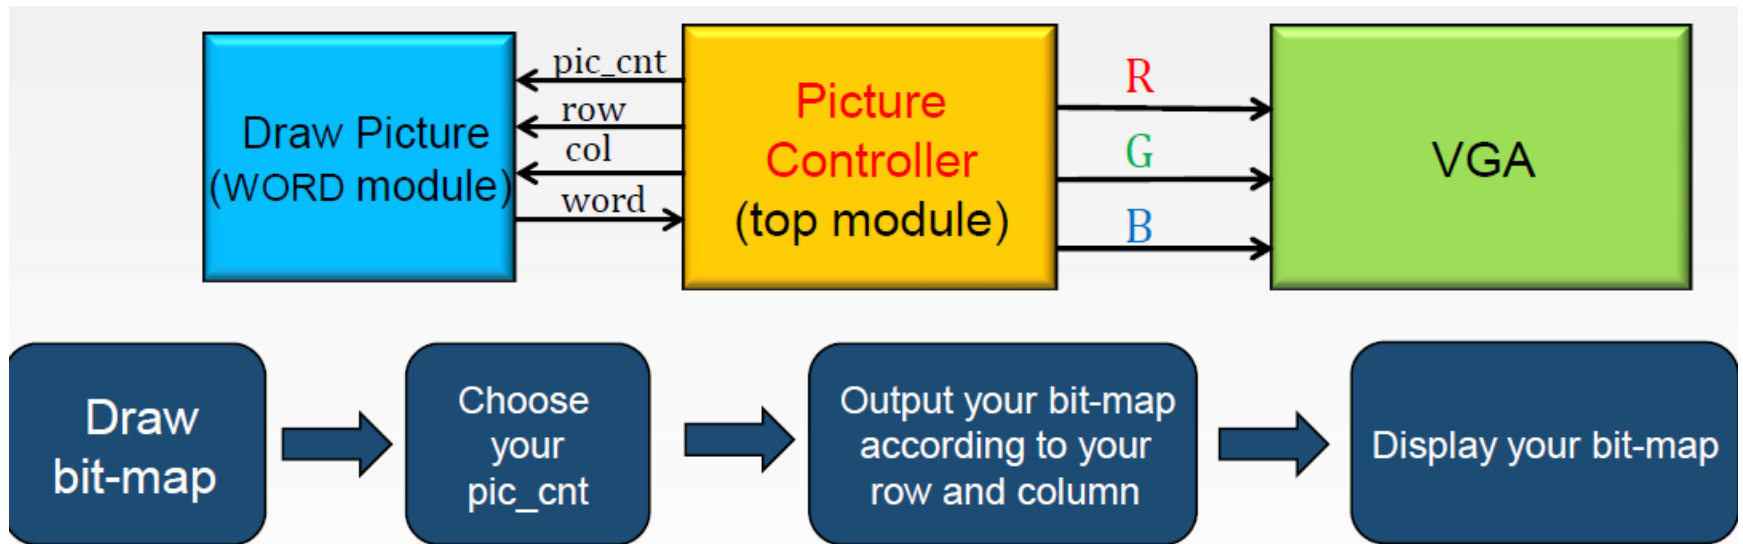 pic_cnt
row
col
word
Draw Picture
(WORD module)
Picture
Controller
(top module)
R
G
B
VGA
Draw
bit-map
Choose
your
pic_cnt
Output your bit-map
according to your
row and column
Display your bit-map